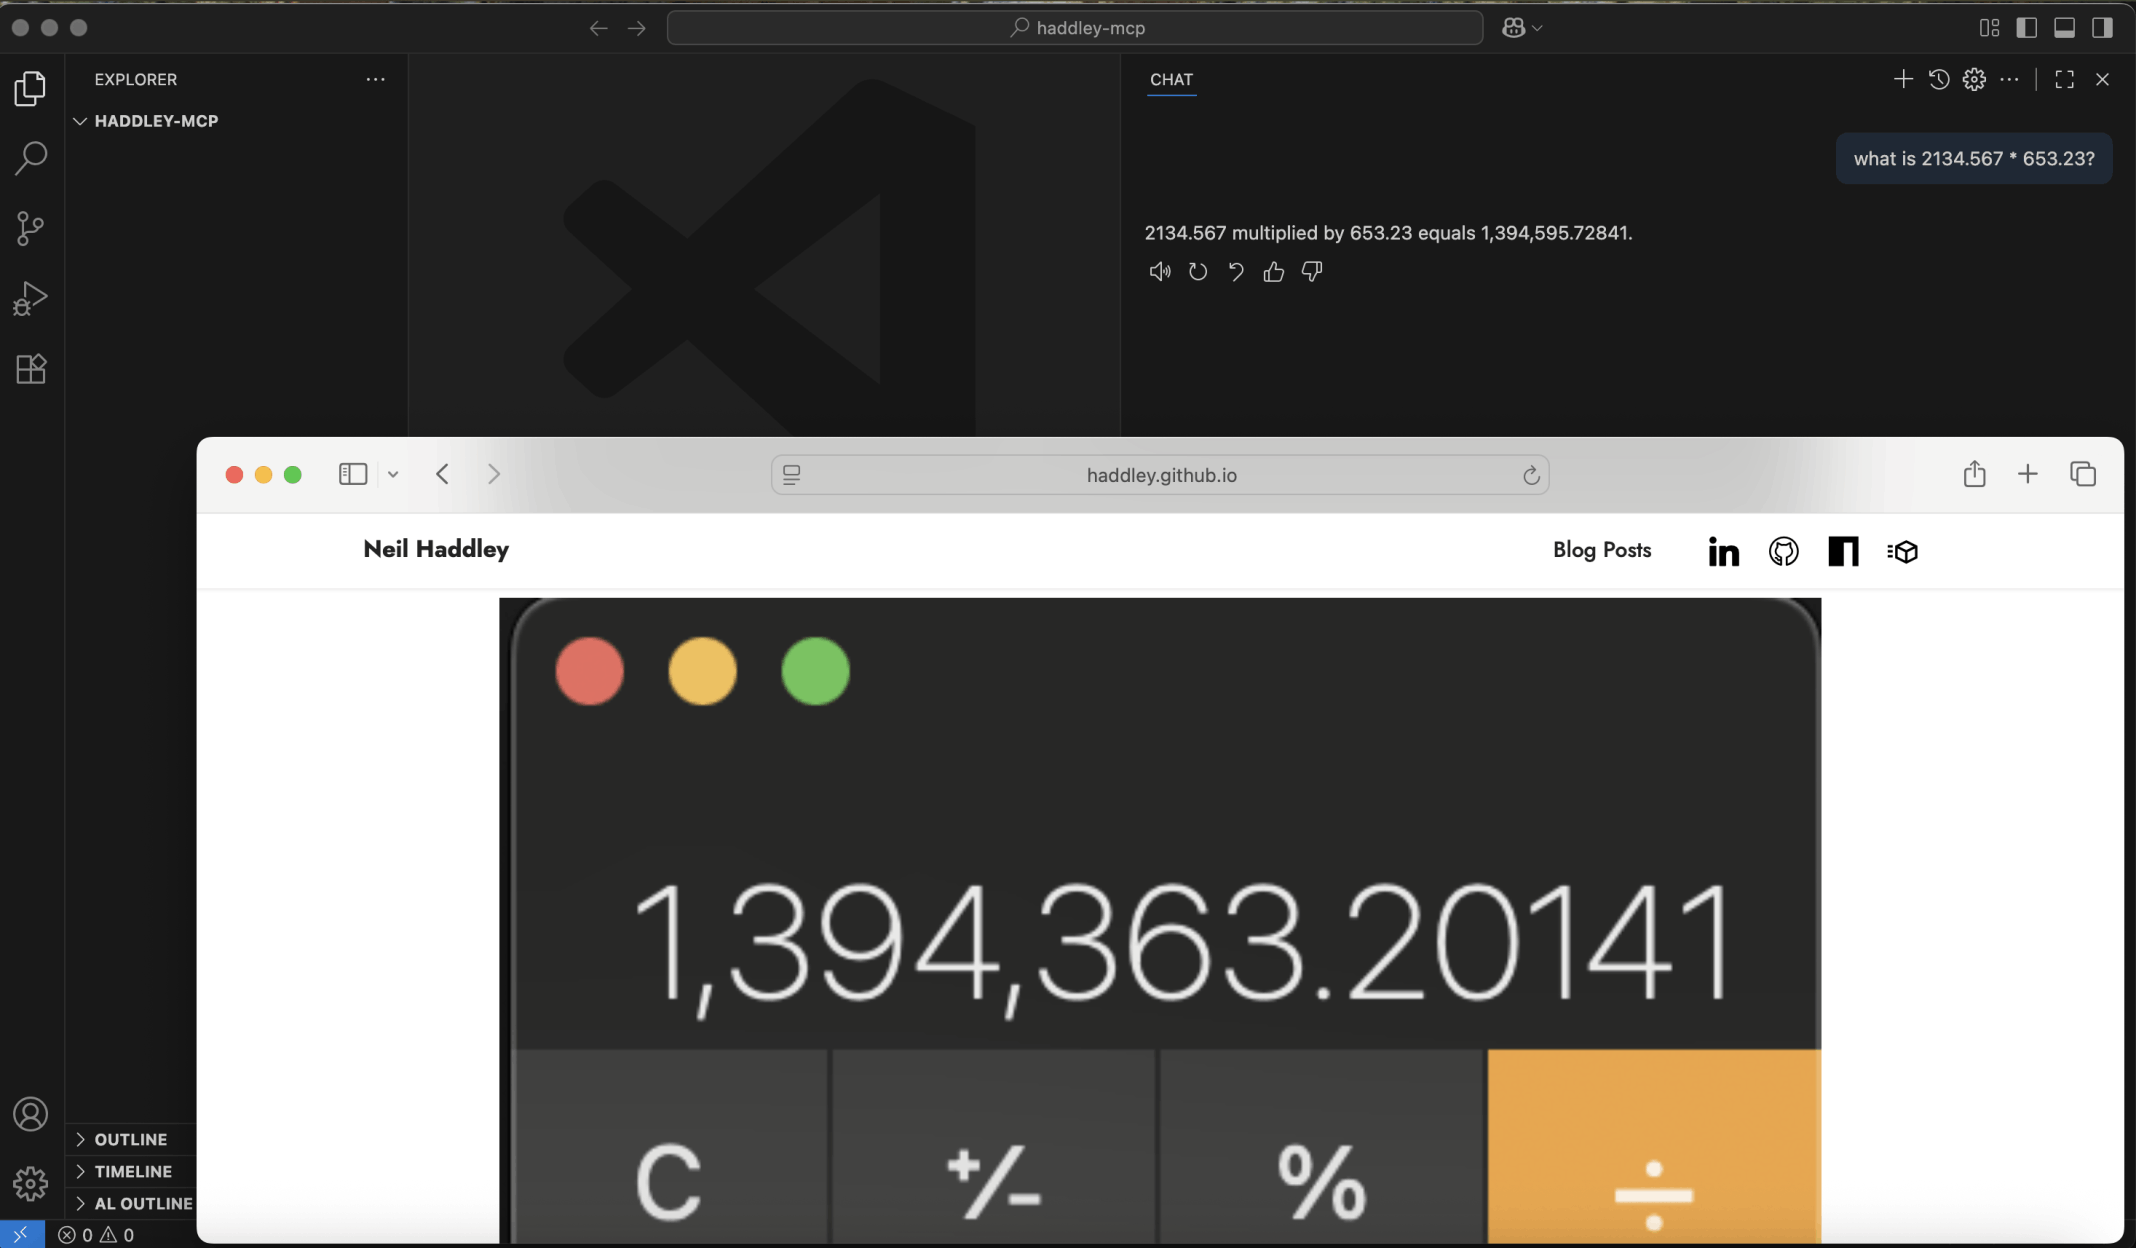 haddley-mcp
EXPLORER
HADDLEY-MCP
CHAT
what is 2134.567 * 653.23?
2134.567 multiplied by 653.23 equals 1,394,595.72841.
haddley.github.io
Neil Haddley
Blog Posts
in
1,394,363.20141
C
+/-
%
÷
OUTLINE
TIMELINE
AL OUTLINE
0
0